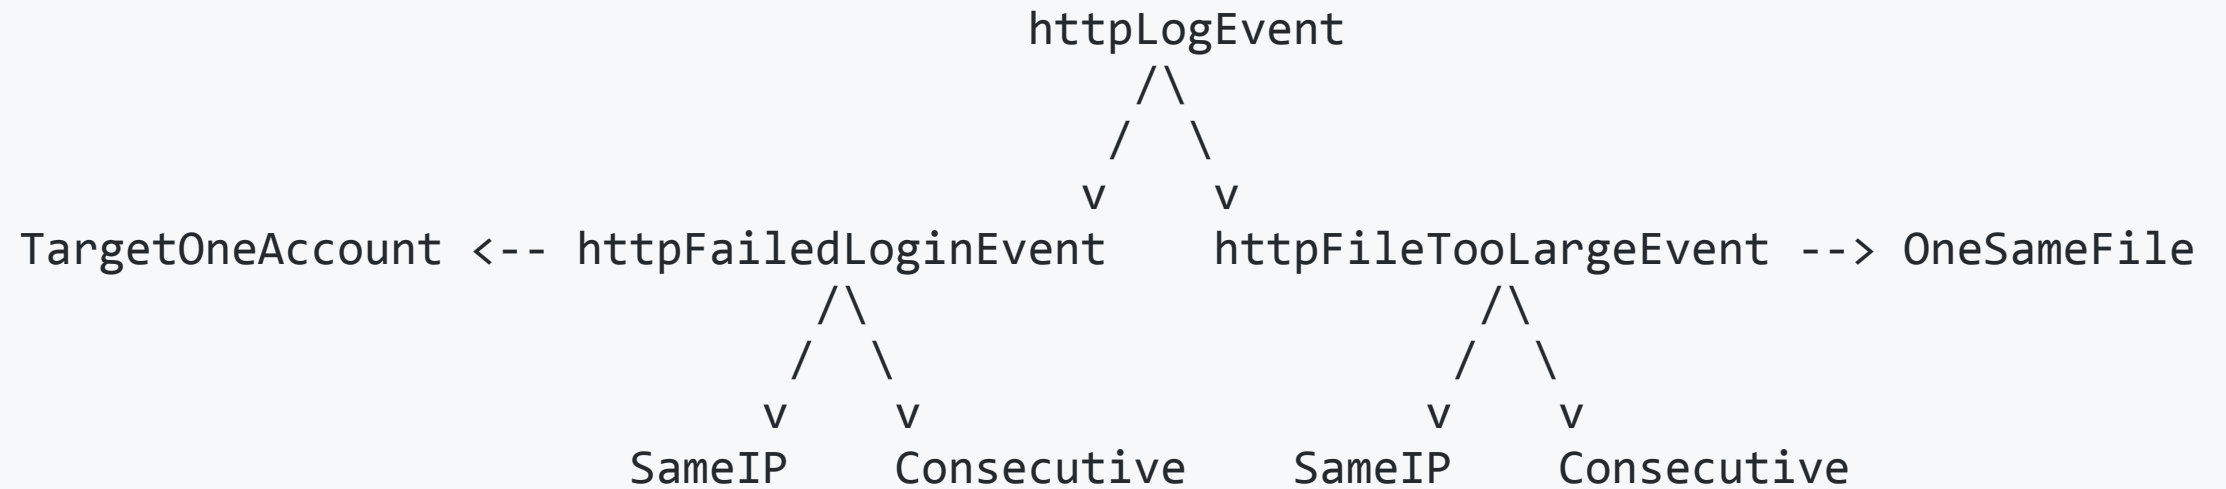 httpLogEvent
/\
/  \
v    v
TargetOneAccount <-- httpFailedLoginEvent    httpFileTooLargeEvent --> OneSameFile
/\                       /\
/  \                     /  \
v    v                   v    v
SameIP    Consecutive    SameIP    Consecutive